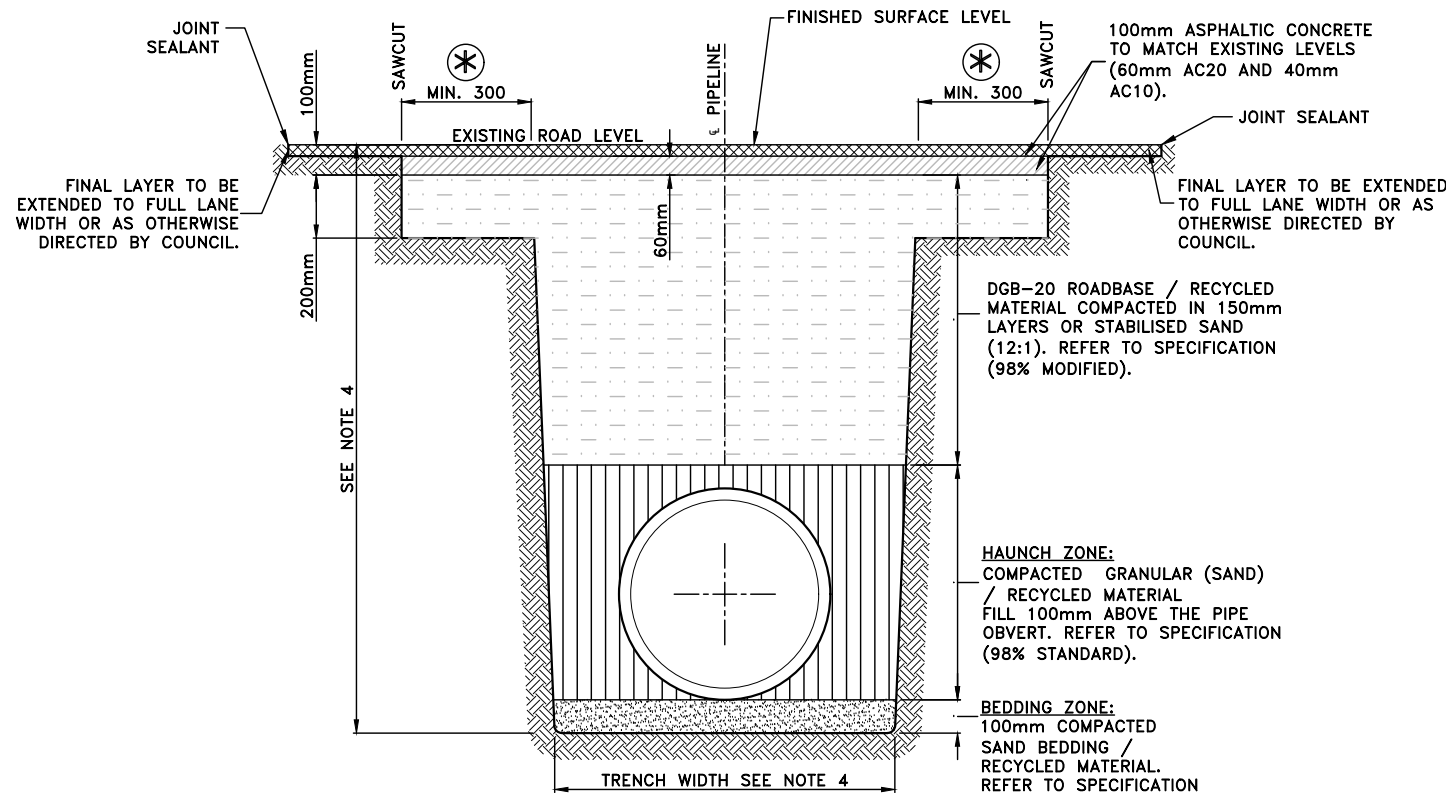 JOINT
SEALANT
100mm
SAWCUT
MIN. 300
℄ PIPELINE
FINISHED SURFACE LEVEL
MIN. 300
SAWCUT
100mm ASPHALTIC CONCRETE
TO MATCH EXISTING LEVELS
(60mm AC20 AND 40mm
AC10).
JOINT SEALANT
EXISTING ROAD LEVEL
FINAL LAYER TO BE
EXTENDED TO FULL LANE
WIDTH OR AS OTHERWISE
DIRECTED BY COUNCIL.
FINAL LAYER TO BE EXTENDED
TO FULL LANE WIDTH OR AS
OTHERWISE DIRECTED BY
COUNCIL.
200mm
60mm
DGB-20 ROADBASE / RECYCLED
MATERIAL COMPACTED IN 150mm
LAYERS OR STABILISED SAND
(12:1). REFER TO SPECIFICATION
(98% MODIFIED).
SEE NOTE 4
HAUNCH ZONE:
COMPACTED GRANULAR (SAND)
/ RECYCLED MATERIAL
FILL 100mm ABOVE THE PIPE
OBVERT. REFER TO SPECIFICATION
(98% STANDARD).
BEDDING ZONE:
100mm COMPACTED
SAND BEDDING /
RECYCLED MATERIAL.
REFER TO SPECIFICATION
TRENCH WIDTH SEE NOTE 4